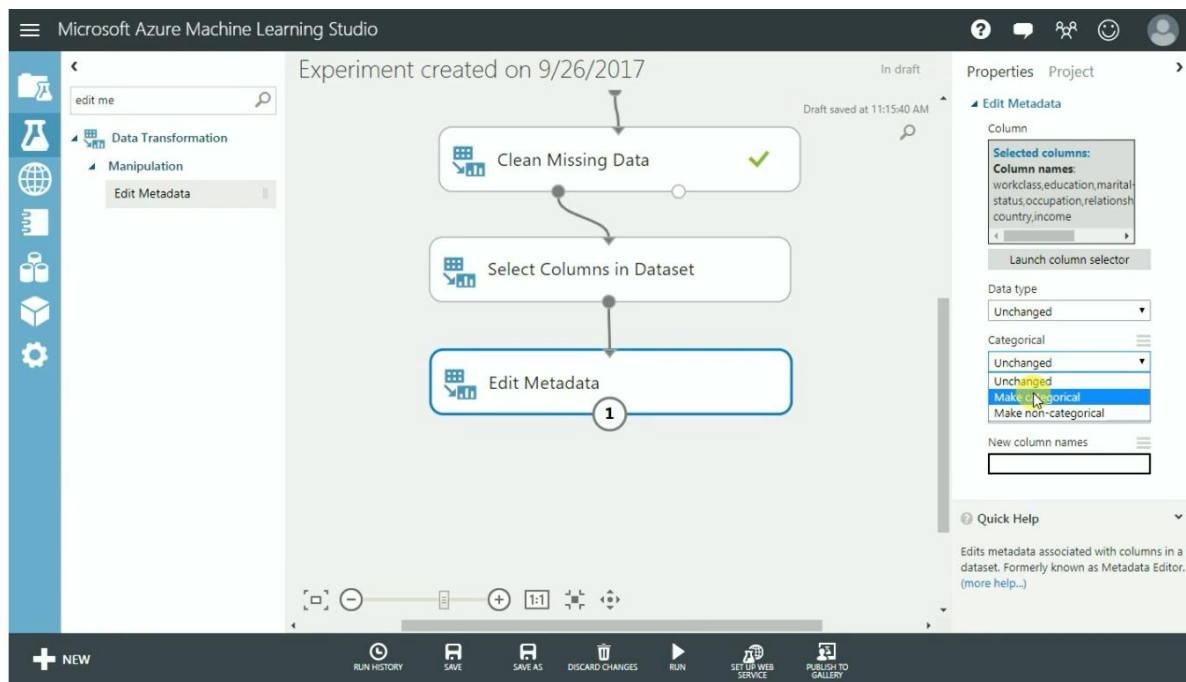 Microsoft Azure Machine Learning Studio
edit me
Data Transformation
Manipulation
Edit Metadata
Experiment created on 9/26/2017
In draft
Draft saved at 11:15:40 AM
Clean Missing Data
Select Columns in Dataset
Edit Metadata
1
1:1
Properties Project
Edit Metadata
Column
Selected columns:
Column names:
workclass,education,marital-
status,occupation,relationsh
country,income
Launch column selector
Data type
Unchanged
Categorical
Unchanged
Unchanged
Make categorical
Make non-categorical
New column names
Quick Help
Edits metadata associated with columns in a
dataset. Formerly known as Metadata Editor.
(more help...)
NEW
RUN HISTORY
SAVE
SAVE AS
DISCARD CHANGES
RUN
SET UP WEB
SERVICE
PUBLISH TO
GALLERY